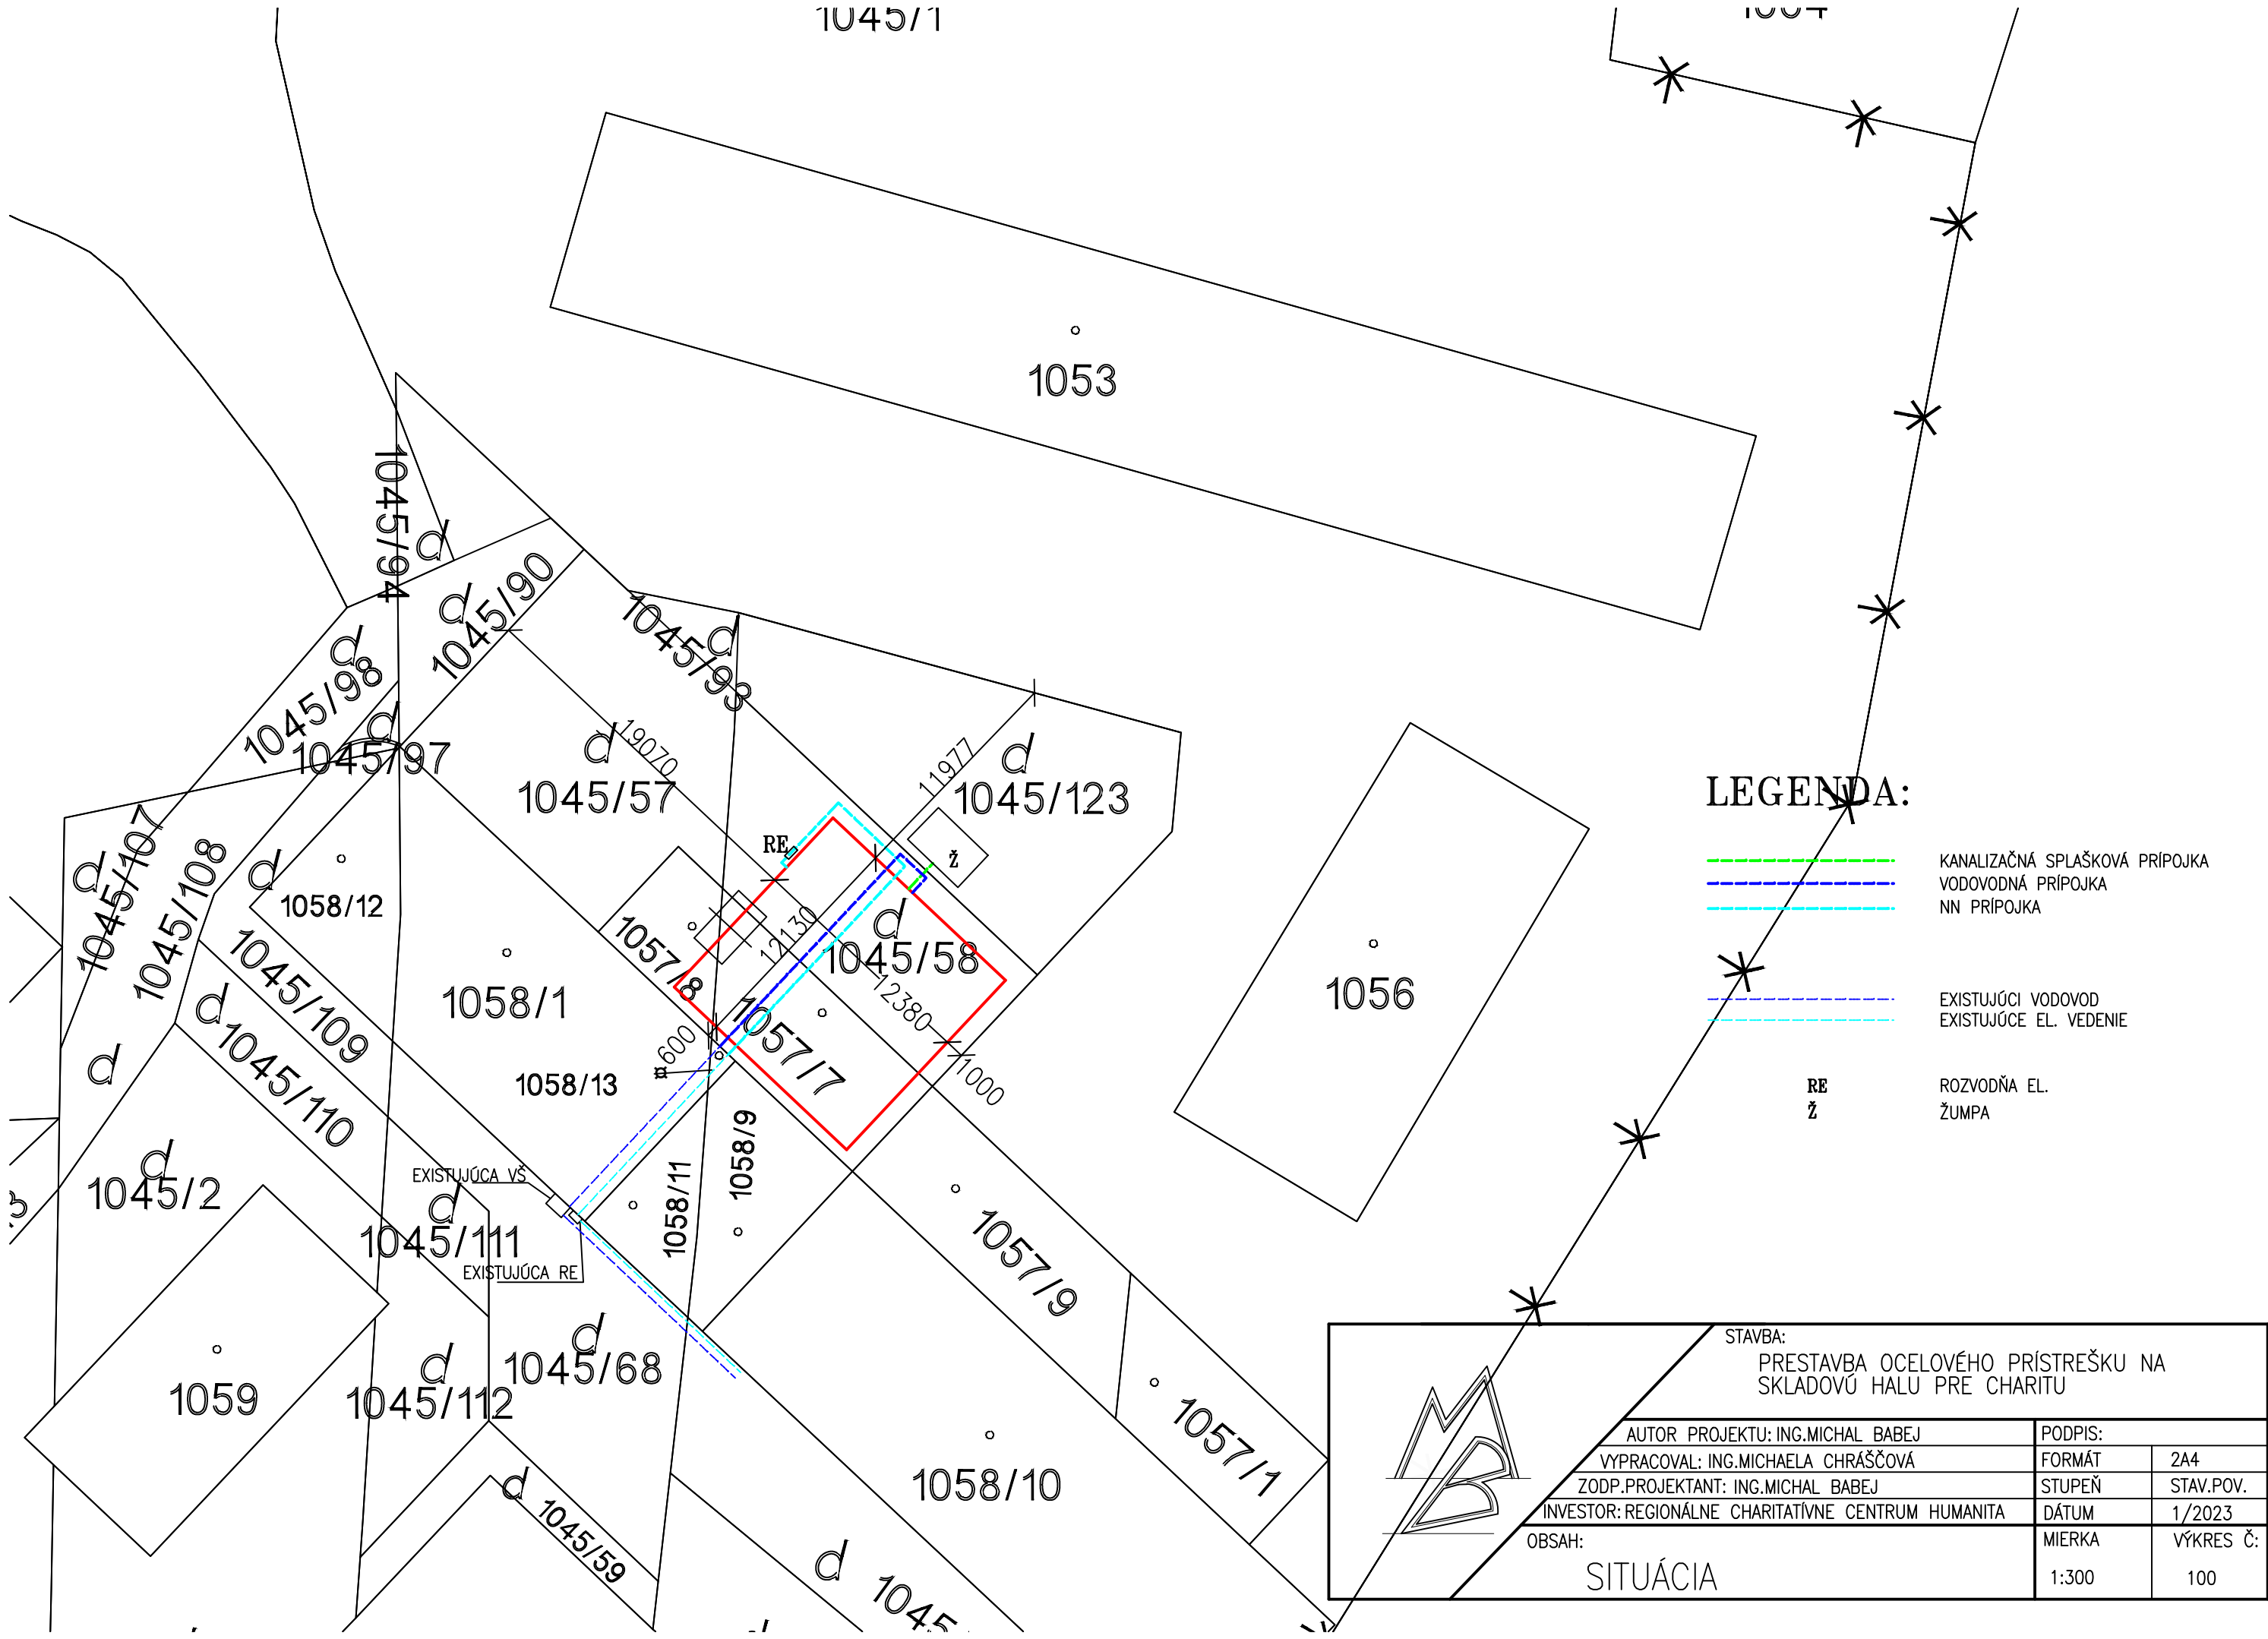 1045/1
1053
1045/94
1045/90
1045/93
1045/98
1045/97
19070
11977
1045/57
1045/123
LEGENDA:
RE
Ž
KANALIZAČNÁ SPLAŠKOVÁ PRÍPOJKA
VODOVODNÁ PRÍPOJKA
NN PRÍPOJKA
1045/107
1045/108
1058/12
1045/109
1057/8
12130
1045/58
12380
1058/1
1056
EXISTUJÚCI VODOVOD
EXISTUJÚCE EL. VEDENIE
1045/110
600
1057/7
1000
1058/13
RE
ROZVODŇA EL.
Ž
ŽUMPA
1058/9
1058/11
EXISTUJÚCA VŠ
1045/2
1045/111
EXISTUJÚCA RE
1057/9
1045/68
1059
1045/112
1057/1
1058/10
1045/59
1045
STAVBA:
PRESTAVBA OCELOVÉHO PRÍSTREŠKU NA
SKLADOVÚ HALU PRE CHARITU
AUTOR PROJEKTU: ING.MICHAL BABEJ
PODPIS:
VYPRACOVAL: ING.MICHAELA CHRÁŠČOVÁ
FORMÁT
2A4
ZODP.PROJEKTANT: ING.MICHAL BABEJ
STUPEŇ
STAV.POV.
INVESTOR: REGIONÁLNE CHARITATÍVNE CENTRUM HUMANITA
DÁTUM
1/2023
OBSAH:
SITUÁCIA
MIERKA
VÝKRES Č:
1:300
100